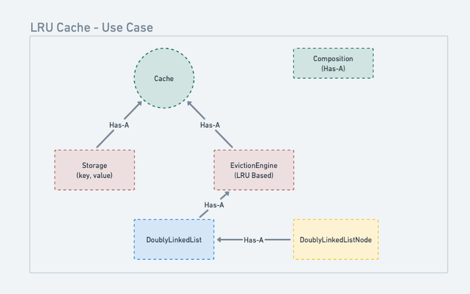 LRU Cache - Use Case
Composition
(Has-A)
Cache
Has-A
Has-A
Storage
(key, value)
EvictionEngine
(LRU Based)
Has-A
DoublyLinkedList
Has-A
DoublyLinkedListNode